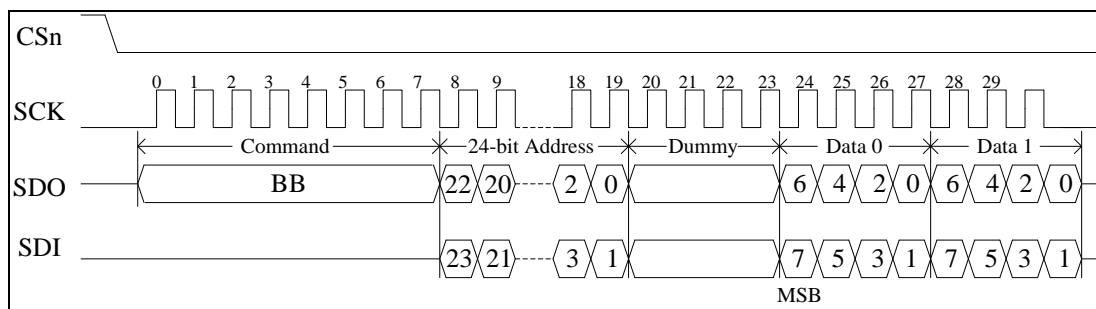 CSn
0 1 2 3 4 5 6 7 8 9 18 19 20 21 22 23 24 25 26 27 28 29
SCK
Command 24-bit Address Dummy Data 0 Data 1
SDO BB 22 20 2 0 6 4 2 0 6 4 2 0
SDI 23 21 3 1 7 5 3 1 7 5 3 1
MSB